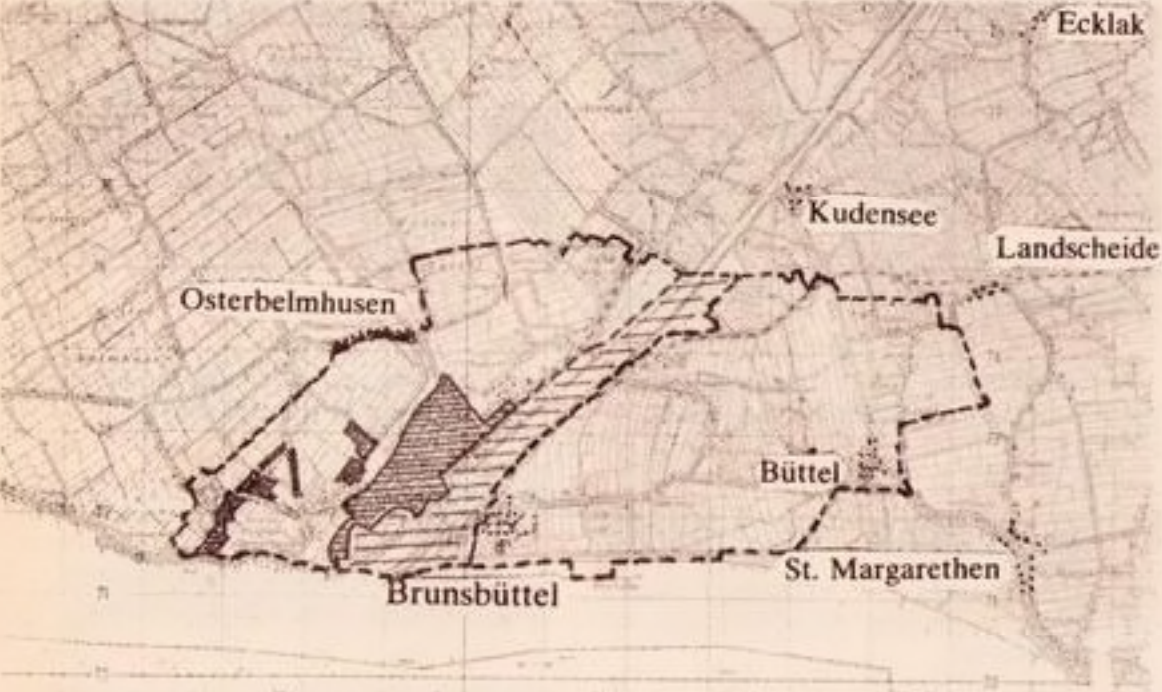 Ecklak
Kudensee
Landscheide
Osterbelmhusen
Büttel
St. Margarethen
Brunsbüttel